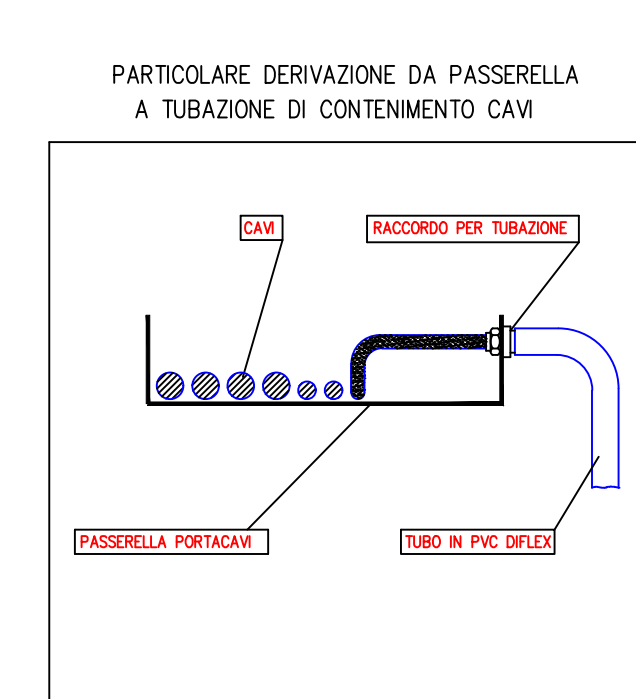 PARTICOLARE DERIVAZIONE DA PASSERELLA
A TUBAZIONE DI CONTENIMENTO CAVI
CAVI
RACCORDO PER TUBAZIONE
PASSERELLA PORTACAVI
TUBO IN PVC DIFLEX